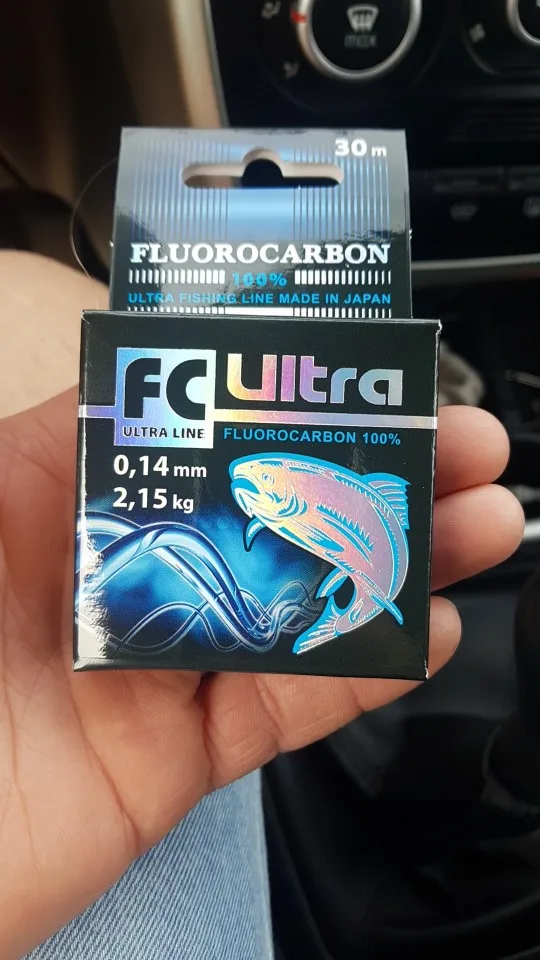 MAX
30 m
FLUOROCARBON
100%
ULTRA FISHING LINE MADE IN JAPAN
FC Ultra
ULTRA LINE
FLUOROCARBON 100%
0,14 mm
2,15 kg